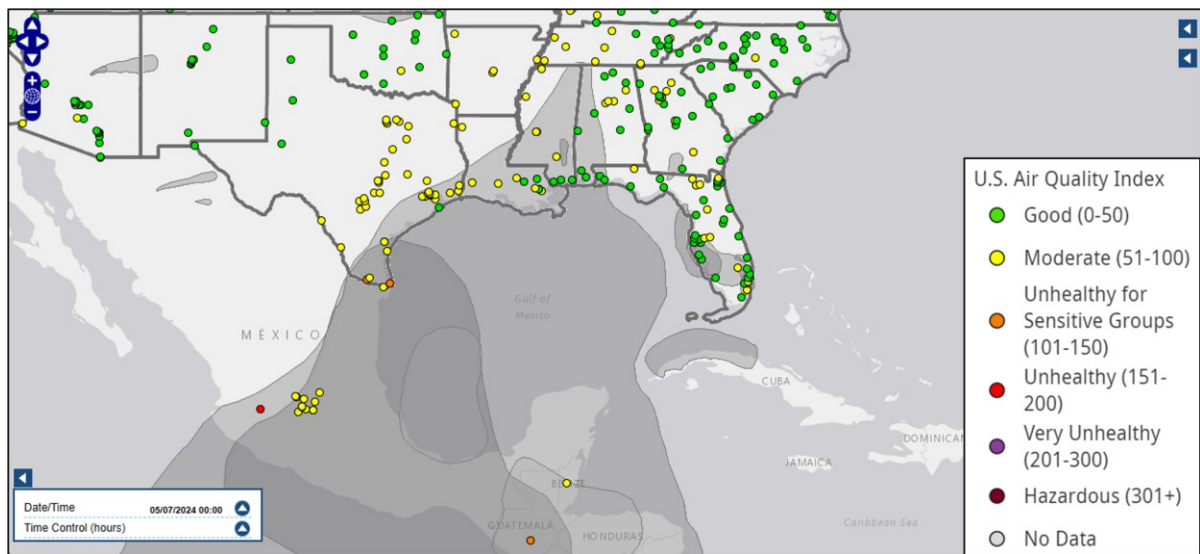 Gulf of
Mexico
MÉXICO
CUBA
DOMINICAN
JAMAICA
BELIZE
GUATEMALA
HONDURAS
Caribbean Sea
U.S. Air Quality Index
Good (0-50)
Moderate (51-100)
Unhealthy for
Sensitive Groups
(101-150)
Unhealthy (151-
200)
Very Unhealthy
(201-300)
Hazardous (301+)
No Data
Date/Time 05/07/2024 00:00
Time Control (hours)